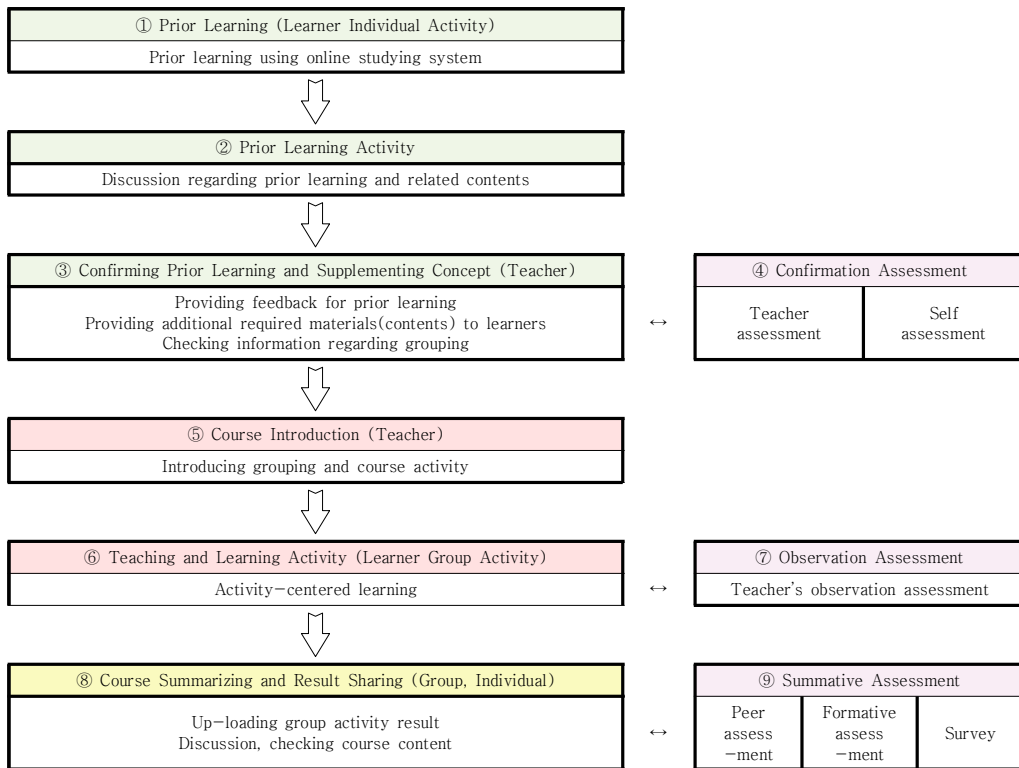 ① Prior Learning (Learner Individual Activity)
Prior learning using online studying system
② Prior Learning Activity
Discussion regarding prior learning and related contents
③ Confirming Prior Learning and Supplementing Concept (Teacher)
Providing feedback for prior learning
Providing additional required materials(contents) to learners
Checking information regarding grouping
↔
④ Confirmation Assessment
Teacher
assessment
Self
assessment
⑤ Course Introduction (Teacher)
Introducing grouping and course activity
⑥ Teaching and Learning Activity (Learner Group Activity)
Activity-centered learning
↔
⑦ Observation Assessment
Teacher's observation assessment
⑧ Course Summarizing and Result Sharing (Group, Individual)
Up-loading group activity result
Discussion, checking course content
↔
⑨ Summative Assessment
Peer
assess
-ment
Formative
assess
-ment
Survey